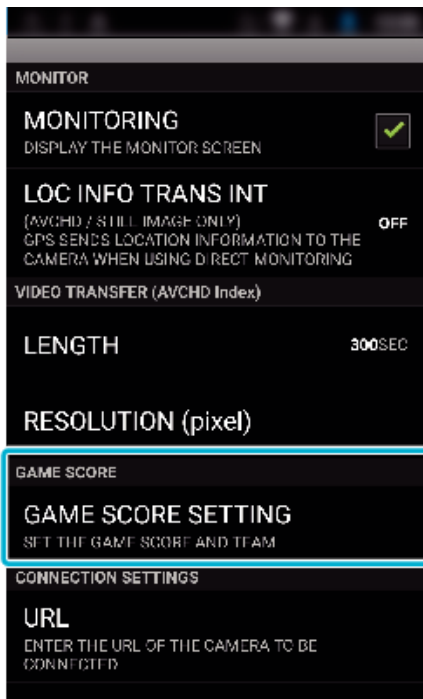 MONITOR
MONITORING
DISPLAY THE MONITOR SCREEN
LOC INFO TRANS INT
(AVCHD / STILL IMAGE ONLY)
OFF
GPS SENDS LOCATION INFORMATION TO THE
CAMERA WHEN USING DIRECT MONITORING
VIDEO TRANSFER (AVCHD Index)
LENGTH
300SEC
RESOLUTION (pixel)
GAME SCORE
GAME SCORE SETTING
SET THE GAME SCORE AND TEAM
CONNECTION SETTINGS
URL
ENTER THE URL OF THE CAMERA TO BE
CONNECTED